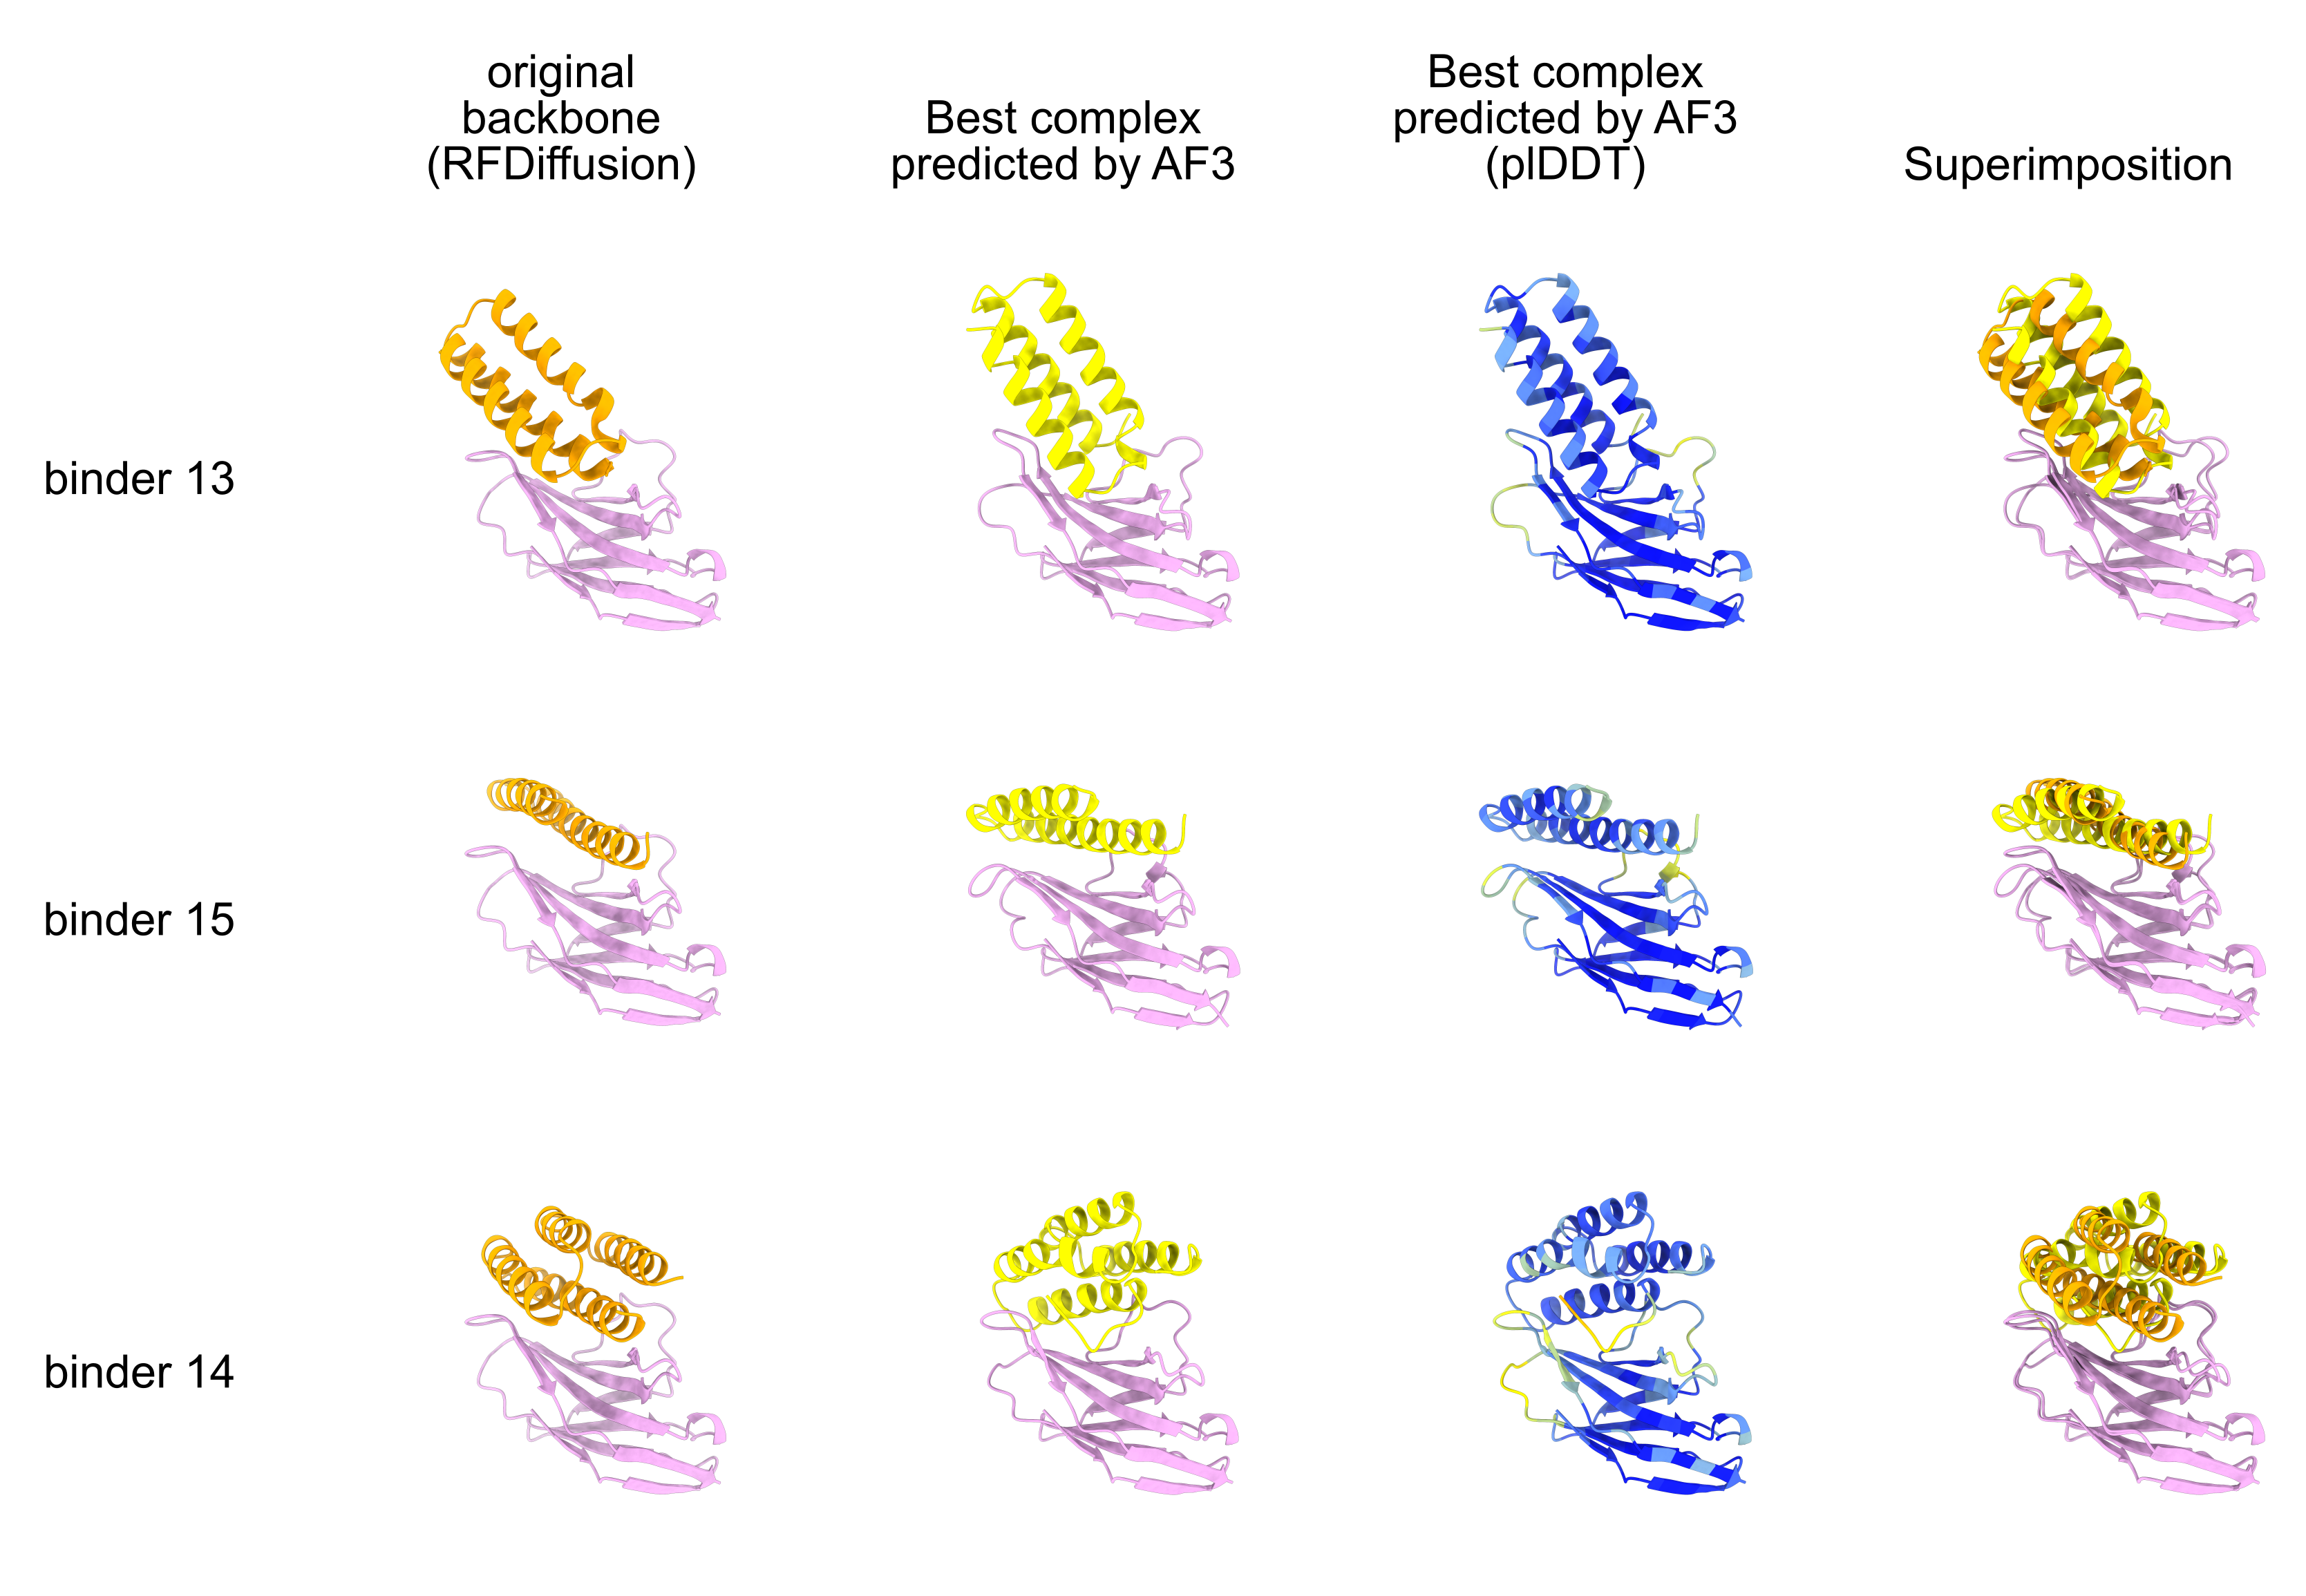 original
backbone
(RFDiffusion)
Best complex
predicted by AF3
Best complex
predicted by AF3
(plDDT)
Superimposition
binder 13
binder 15
binder 14